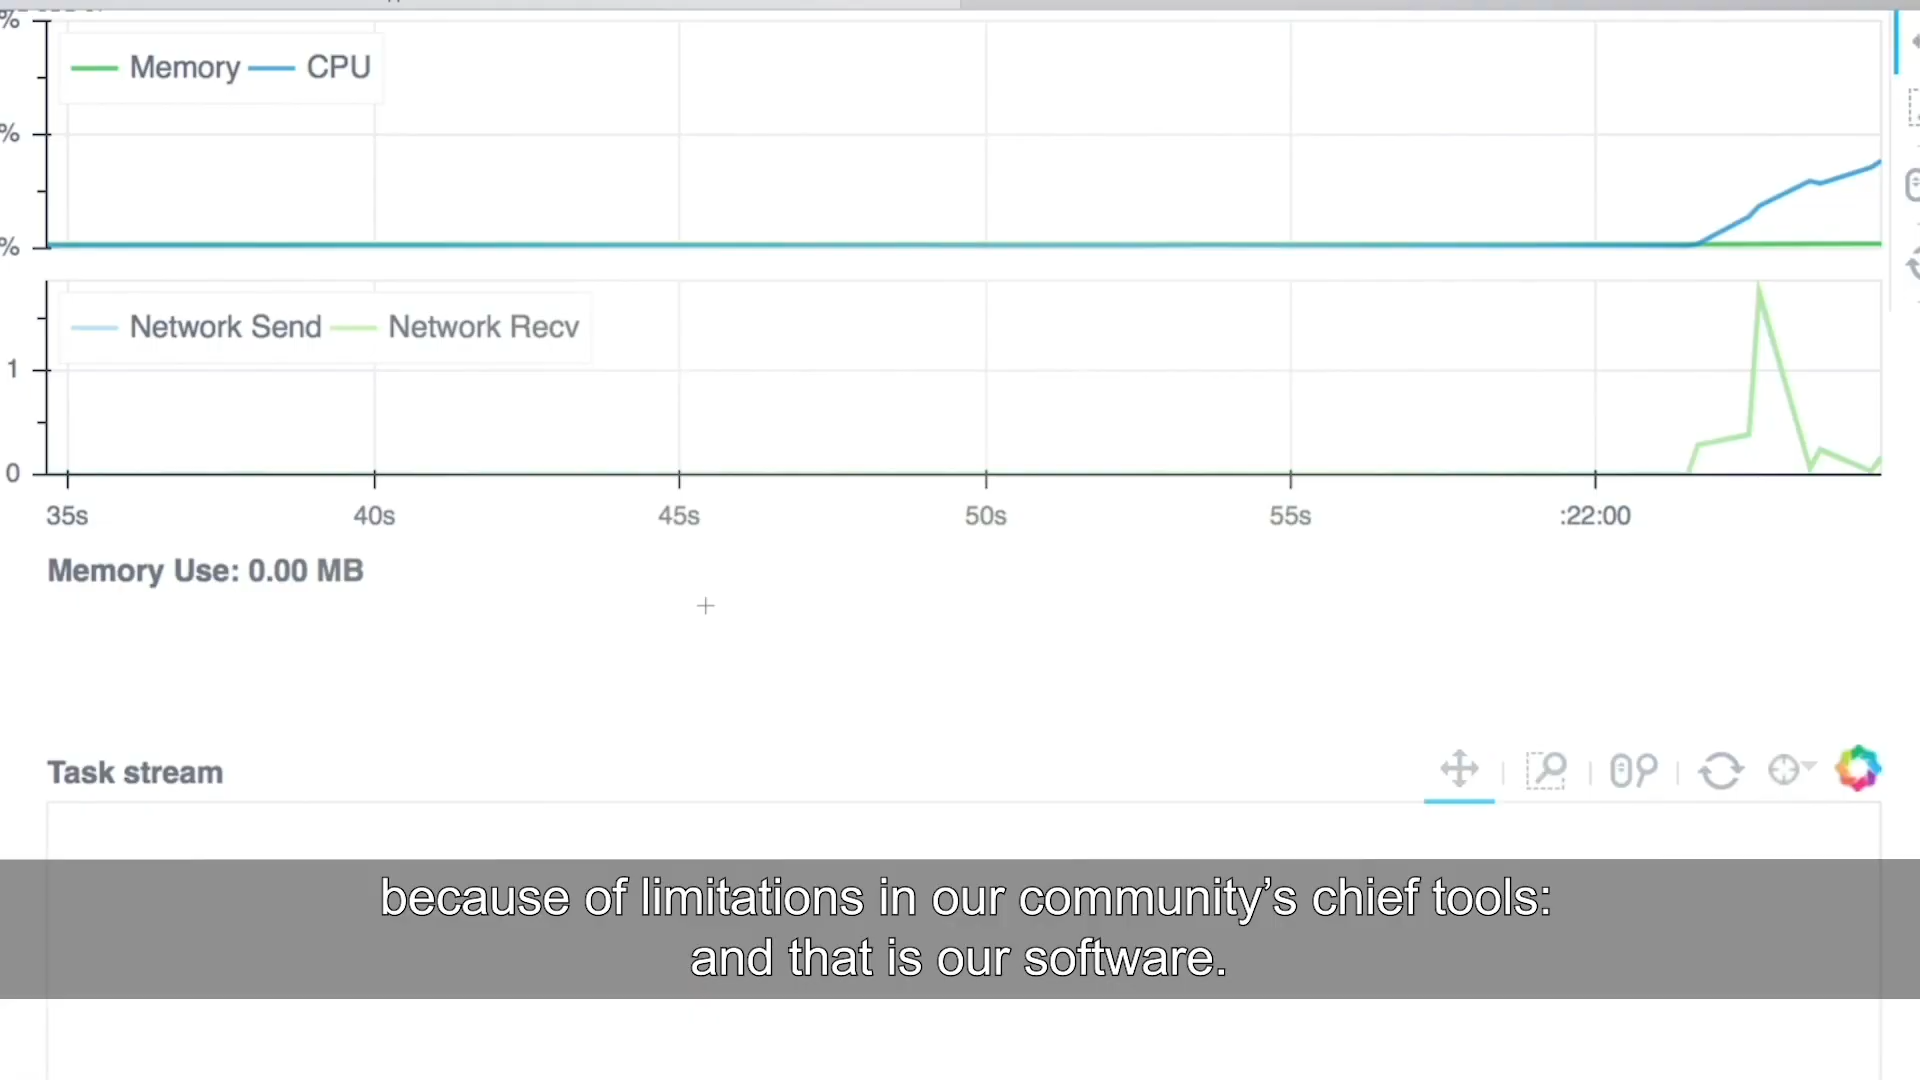 %
Memory CPU
%
%
Network Send Network Recv
1
0
35s 40s 45s 50s 55s :22:00
Memory Use: 0.00 MB
Task stream
because of limitations in our community’s chief tools:
and that is our software.